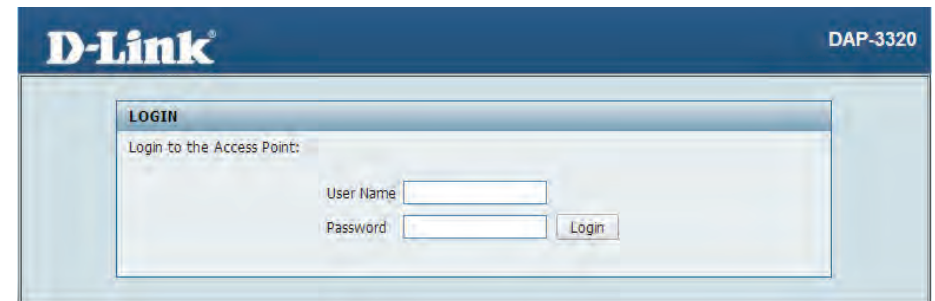 D-Link®
DAP-3320
LOGIN
Login to the Access Point:
User Name
Password
Login